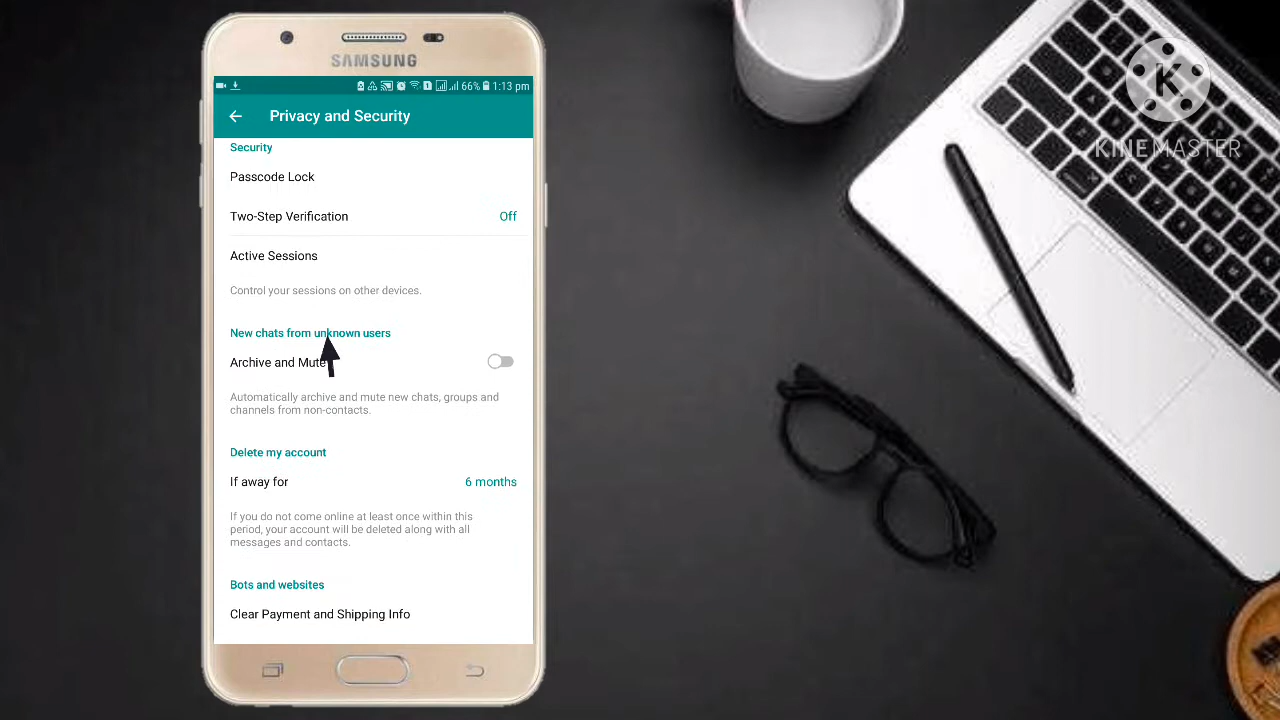 SAMSUNG
66% 1:13 pm
Privacy and Security
Security
Passcode Lock
Two-Step Verification Off
Active Sessions
Control your sessions on other devices.
New chats from unknown users
Archive and Mute
Automatically archive and mute new chats, groups and
channels from non-contacts.
Delete my account
If away for 6 months
If you do not come online at least once within this
period, your account will be deleted along with all
messages and contacts.
Bots and websites
Clear Payment and Shipping Info
K
KINEMASTER